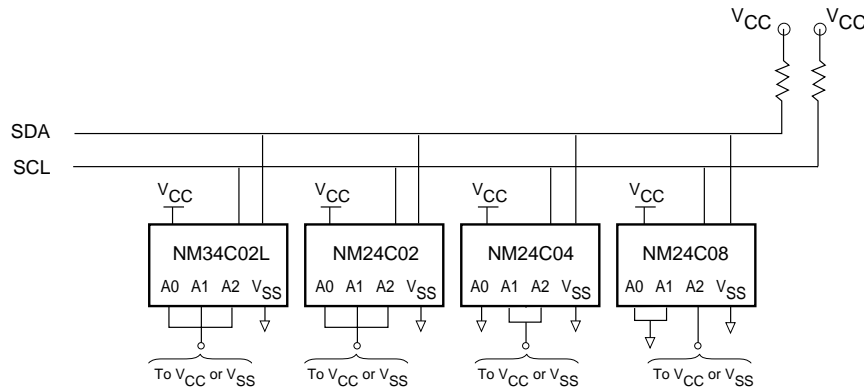 VCC VCC
SDA
SCL
VCC VCC VCC VCC
NM34C02L NM24C02 NM24C04 NM24C08
A0 A1 A2 VSS A0 A1 A2 VSS A0 A1 A2 VSS A0 A1 A2 VSS
To VCC or VSS To VCC or VSS To VCC or VSS To VCC or VSS